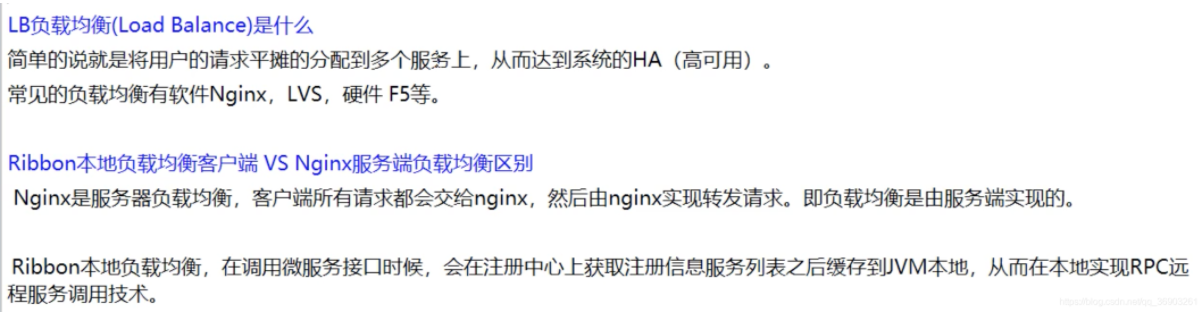 LB负载均衡(Load Balance)是什么
简单的说就是将用户的请求平摊的分配到多个服务上，从而达到系统的HA（高可用）。
常见的负载均衡有软件Nginx，LVS，硬件 F5等。
Ribbon本地负载均衡客户端 VS Nginx服务端负载均衡区别
Nginx是服务器负载均衡，客户端所有请求都会交给nginx，然后由nginx实现转发请求。即负载均衡是由服务端实现的。
Ribbon本地负载均衡，在调用微服务接口时候，会在注册中心上获取注册信息服务列表之后缓存到JVM本地，从而在本地实现RPC远
程服务调用技术。